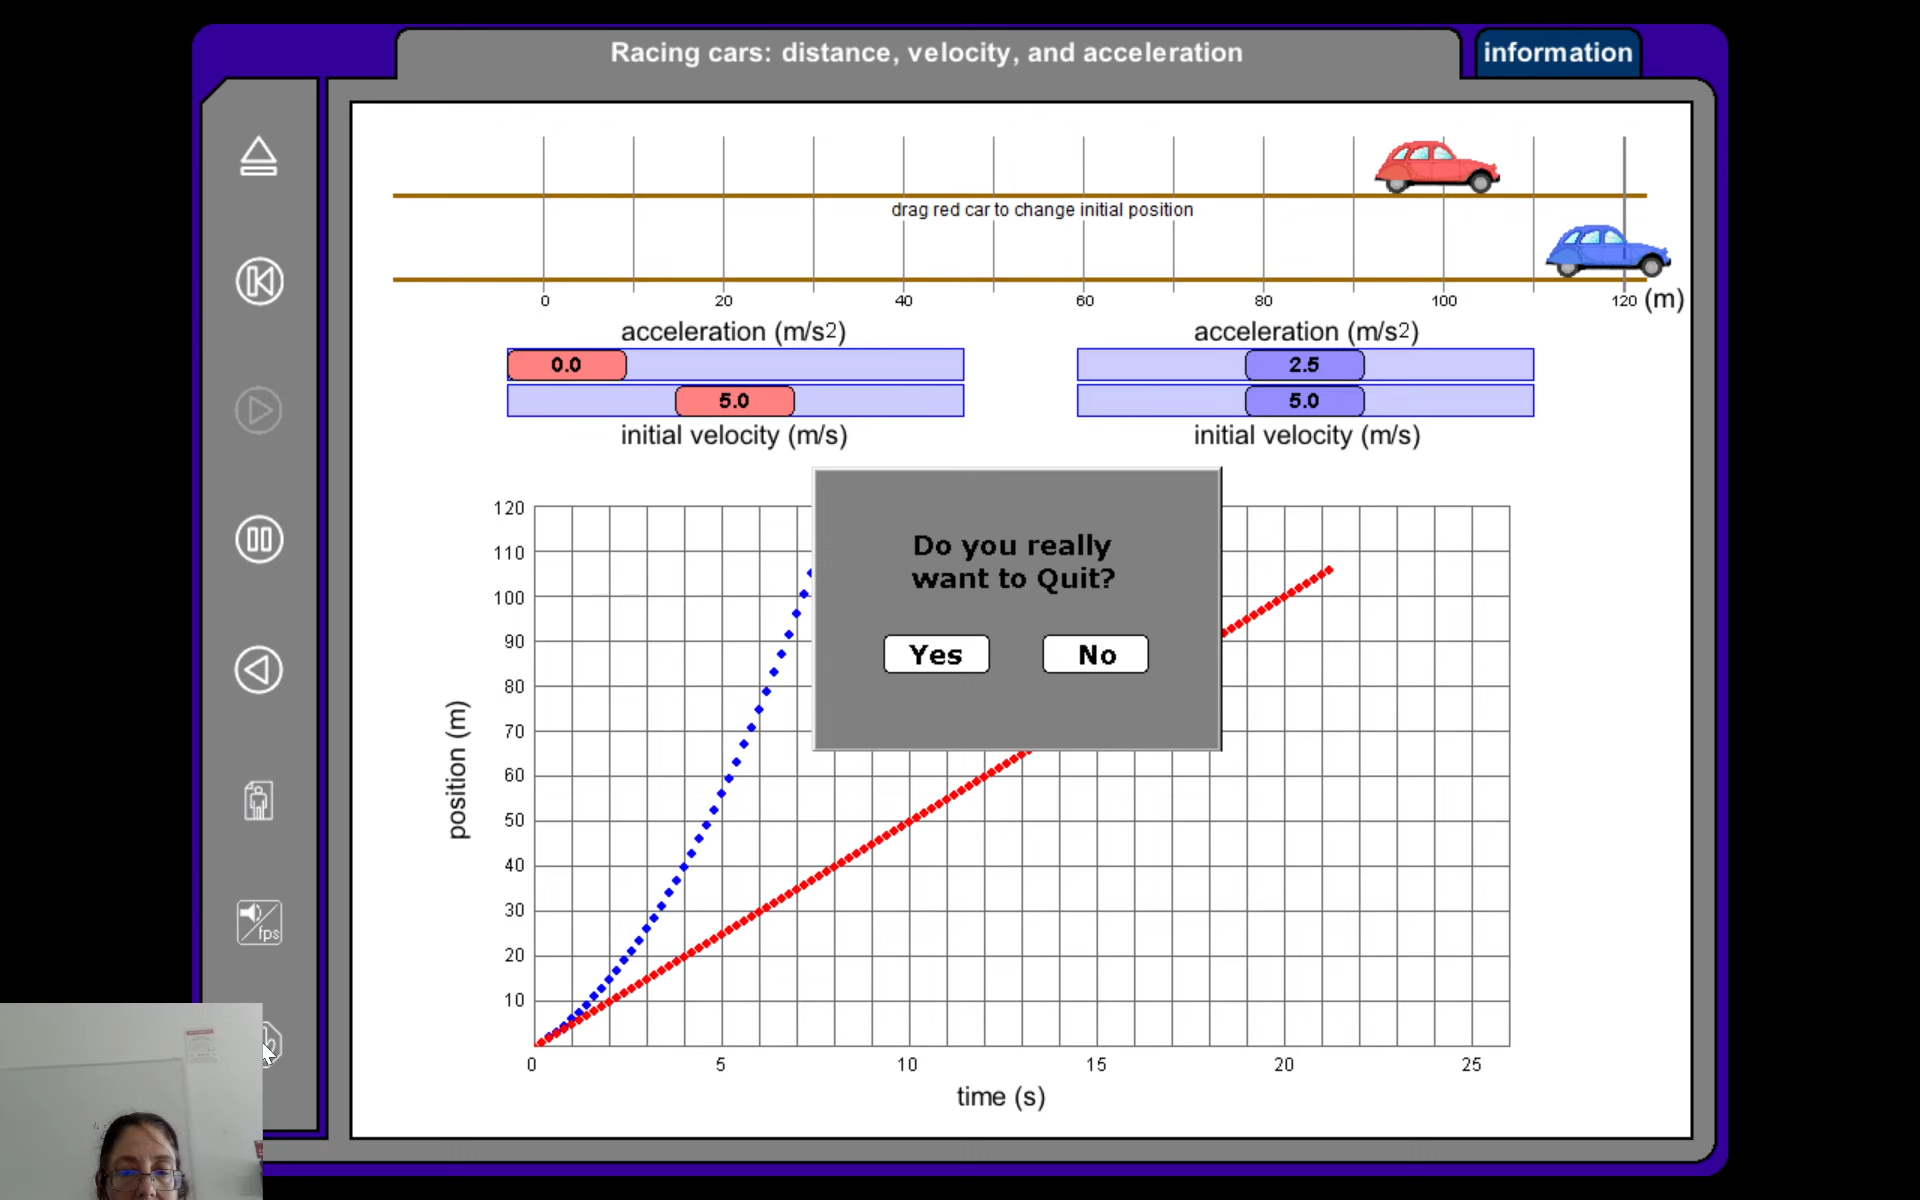 Racing cars: distance, velocity, and acceleration
information
drag red car to change initial position
0 20 40 60 80 100 120 (m)
acceleration (m/s2) acceleration (m/s2)
0.0 2.5
5.0 5.0
initial velocity (m/s) initial velocity (m/s)
Do you really
want to Quit?
Yes No
120
110
100
90
80
70
60
50
40
30
20
10
position (m)
0 5 10 15 20 25
time (s)
fps